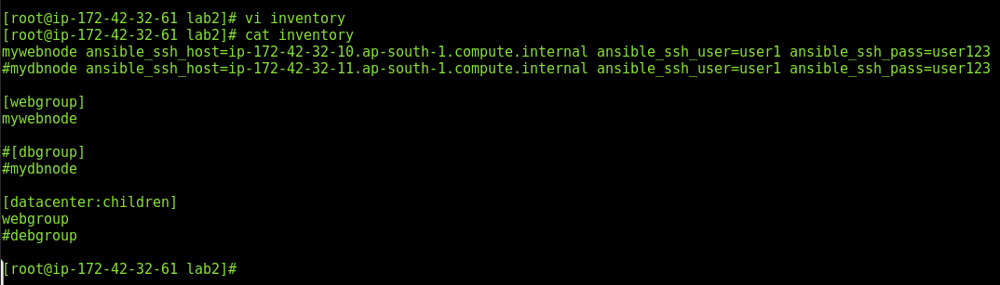 [root@ip-172-42-32-61 lab2]# vi inventory
[root@ip-172-42-32-61 lab2]# cat inventory
mywebnode ansible_ssh_host=ip-172-42-32-10.ap-south-1.compute.internal ansible_ssh_user=user1 ansible_ssh_pass=user123
#mydbnode ansible_ssh_host=ip-172-42-32-11.ap-south-1.compute.internal ansible_ssh_user=user1 ansible_ssh_pass=user123
[webgroup]
mywebnode
#[dbgroup]
#mydbnode
[datacenter:children]
webgroup
#debgroup
[root@ip-172-42-32-61 lab2]#